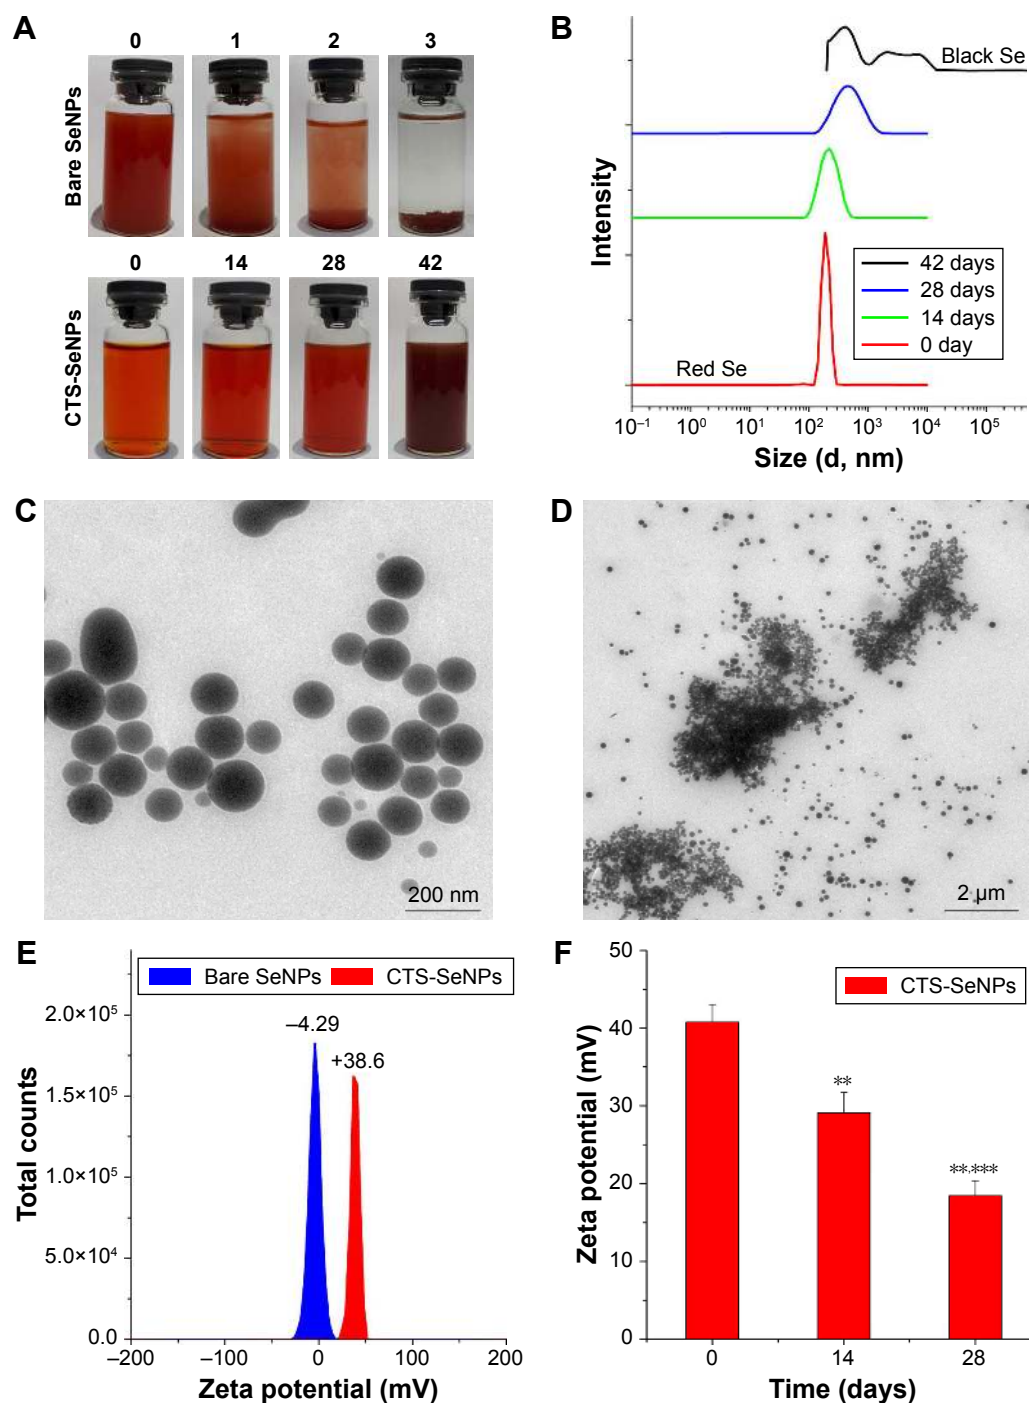 A
0 1 2 3
Bare SeNPs
0 14 28 42
CTS-SeNPs
B
Intensity
Black Se
Red Se
42 days
28 days
14 days
0 day
10⁻¹ 10⁰ 10¹ 10² 10³ 10⁴ 10⁵
Size (d, nm)
C
200 nm
D
2 µm
E
Bare SeNPs CTS-SeNPs
Total counts
2.0×10⁵
1.5×10⁵
1.0×10⁵
5.0×10⁴
0.0
–4.29
+38.6
–200 –100 0 100 200
Zeta potential (mV)
F
CTS-SeNPs
Zeta potential (mV)
50
40
30
20
10
0
**
**,***
0 14 28
Time (days)